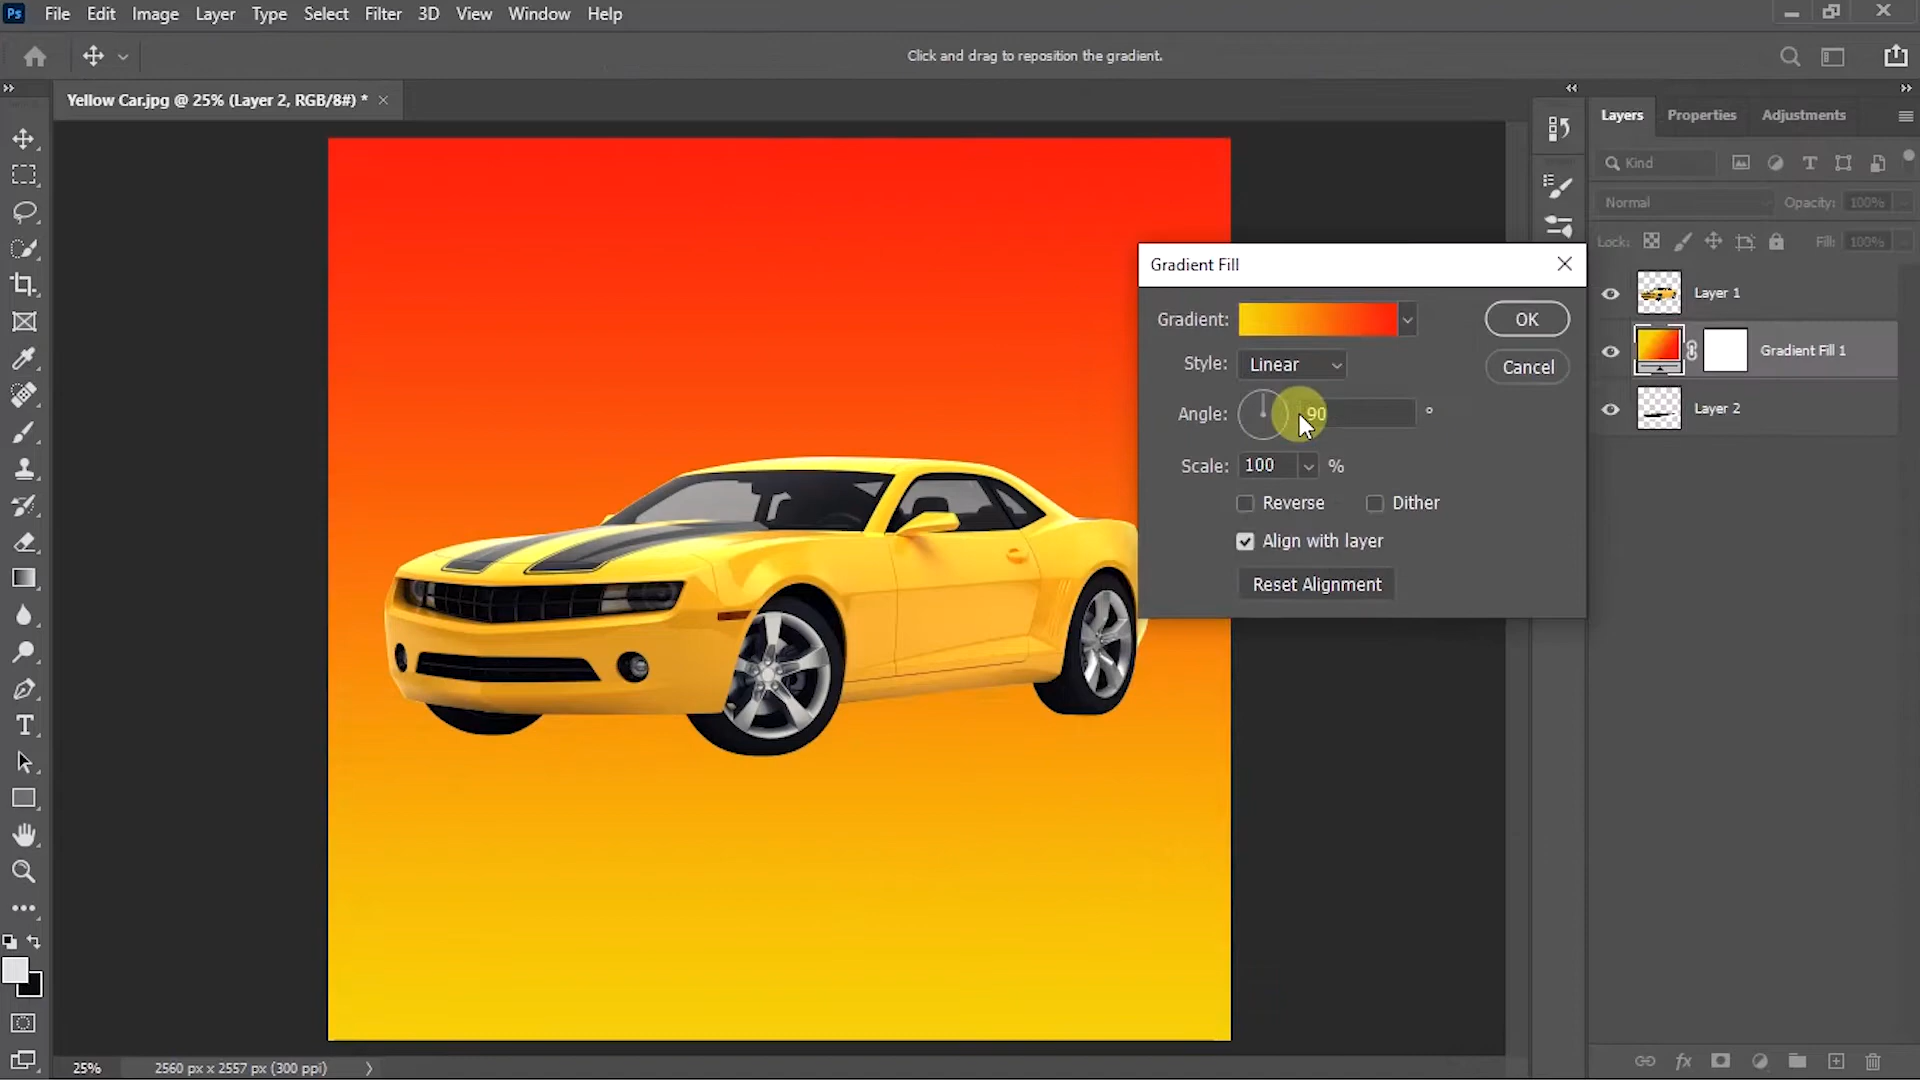 Ps File Edit Image Layer Type Select Filter 3D View Window Help
Click and drag to reposition the gradient.
Yellow Car.jpg @ 25% (Layer 2, RGB/8#) *
Layers Properties Adjustments
Kind
Normal Opacity: 100%
Lock: Fill: 100%
Layer 1
Gradient Fill 1
Layer 2
Gradient Fill
Gradient: OK
Style: Linear Cancel
Angle: 90 °
Scale: 100 %
Reverse Dither
Align with layer
Reset Alignment
25% 2560 px x 2557 px (300 ppi)